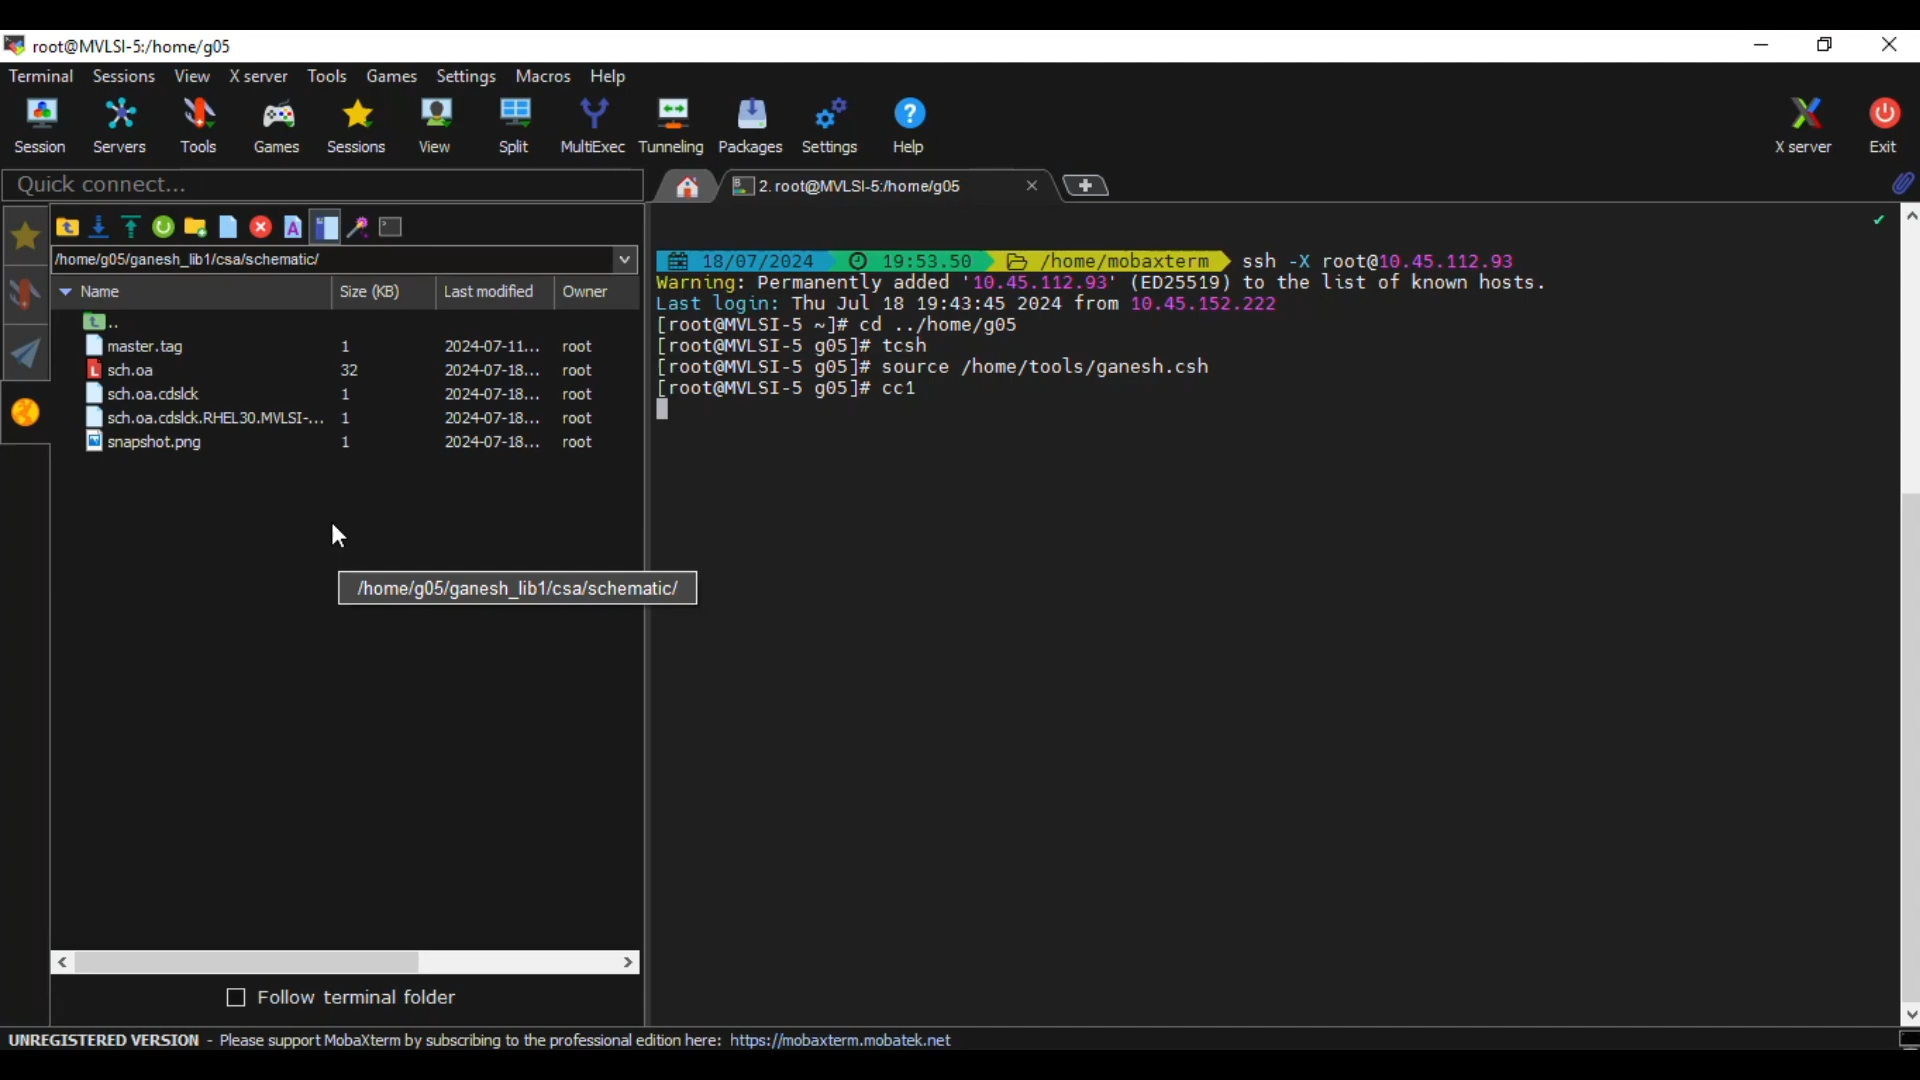 root@MVLSI-5:/home/g05
Terminal Sessions View X server Tools Games Settings Macros Help
Session Servers Tools Games Sessions View Split MultiExec Tunneling Packages Settings Help X server Exit
Quick connect...
2. root@MVLSI-5:/home/g05
/home/g05/ganesh_lib1/csa/schematic/
Name Size (KB) Last modified Owner
..
master.tag 1 2024-07-11... root
sch.oa 32 2024-07-18... root
sch.oa.cdslck 1 2024-07-18... root
sch.oa.cdslck.RHEL30.MVLSI-... 1 2024-07-18... root
snapshot.png 1 2024-07-18... root
/home/g05/ganesh_lib1/csa/schematic/
Follow terminal folder
18/07/2024 19:53.50 /home/mobaxterm ssh -X root@10.45.112.93
Warning: Permanently added '10.45.112.93' (ED25519) to the list of known hosts.
Last login: Thu Jul 18 19:43:45 2024 from 10.45.152.222
[root@MVLSI-5 ~]# cd ../home/g05
[root@MVLSI-5 g05]# tcsh
[root@MVLSI-5 g05]# source /home/tools/ganesh.csh
[root@MVLSI-5 g05]# cc1
UNREGISTERED VERSION - Please support MobaXterm by subscribing to the professional edition here: https://mobaxterm.mobatek.net